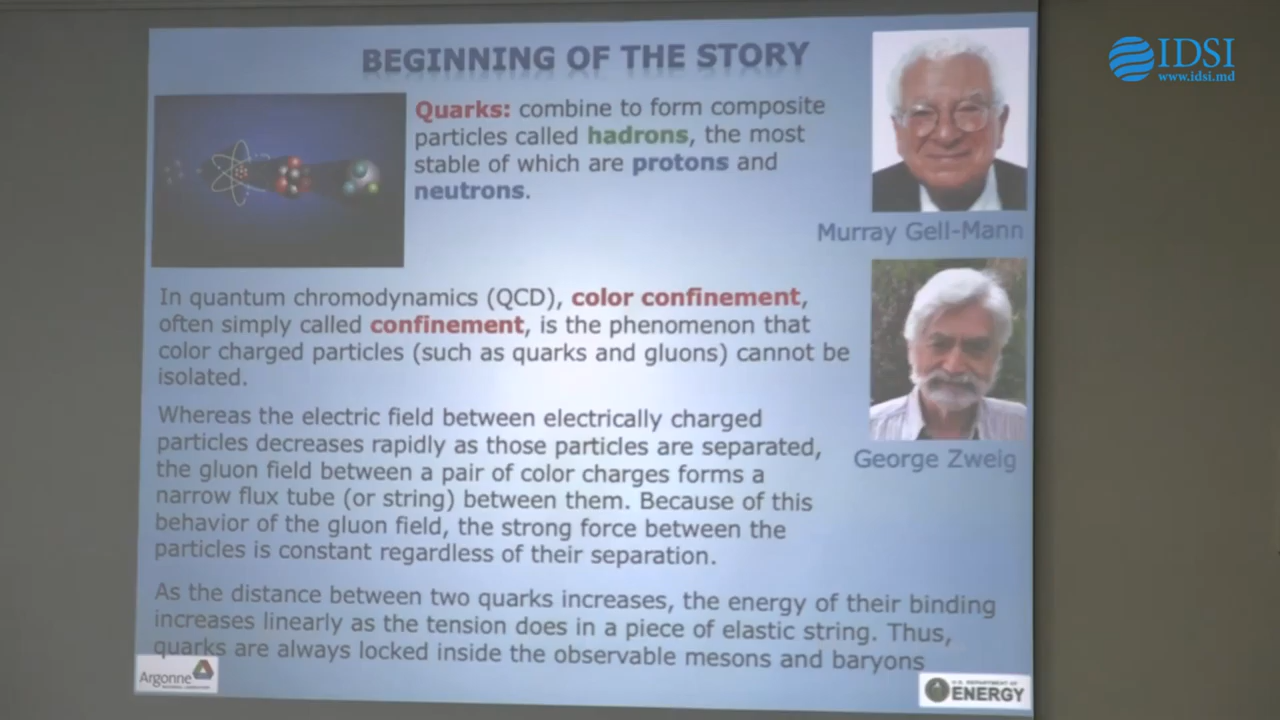 BEGINNING OF THE STORY
IDSI
www.idsi.md
Quarks: combine to form composite
particles called hadrons, the most
stable of which are protons and
neutrons.
Murray Gell-Mann
In quantum chromodynamics (QCD), color confinement,
often simply called confinement, is the phenomenon that
color charged particles (such as quarks and gluons) cannot be
isolated.
Whereas the electric field between electrically charged
particles decreases rapidly as those particles are separated,
the gluon field between a pair of color charges forms a
narrow flux tube (or string) between them. Because of this
behavior of the gluon field, the strong force between the
particles is constant regardless of their separation.
George Zweig
As the distance between two quarks increases, the energy of their binding
increases linearly as the tension does in a piece of elastic string. Thus,
quarks are always locked inside the observable mesons and baryons
Argonne
NATIONAL LABORATORY
U.S. DEPARTMENT OF
ENERGY